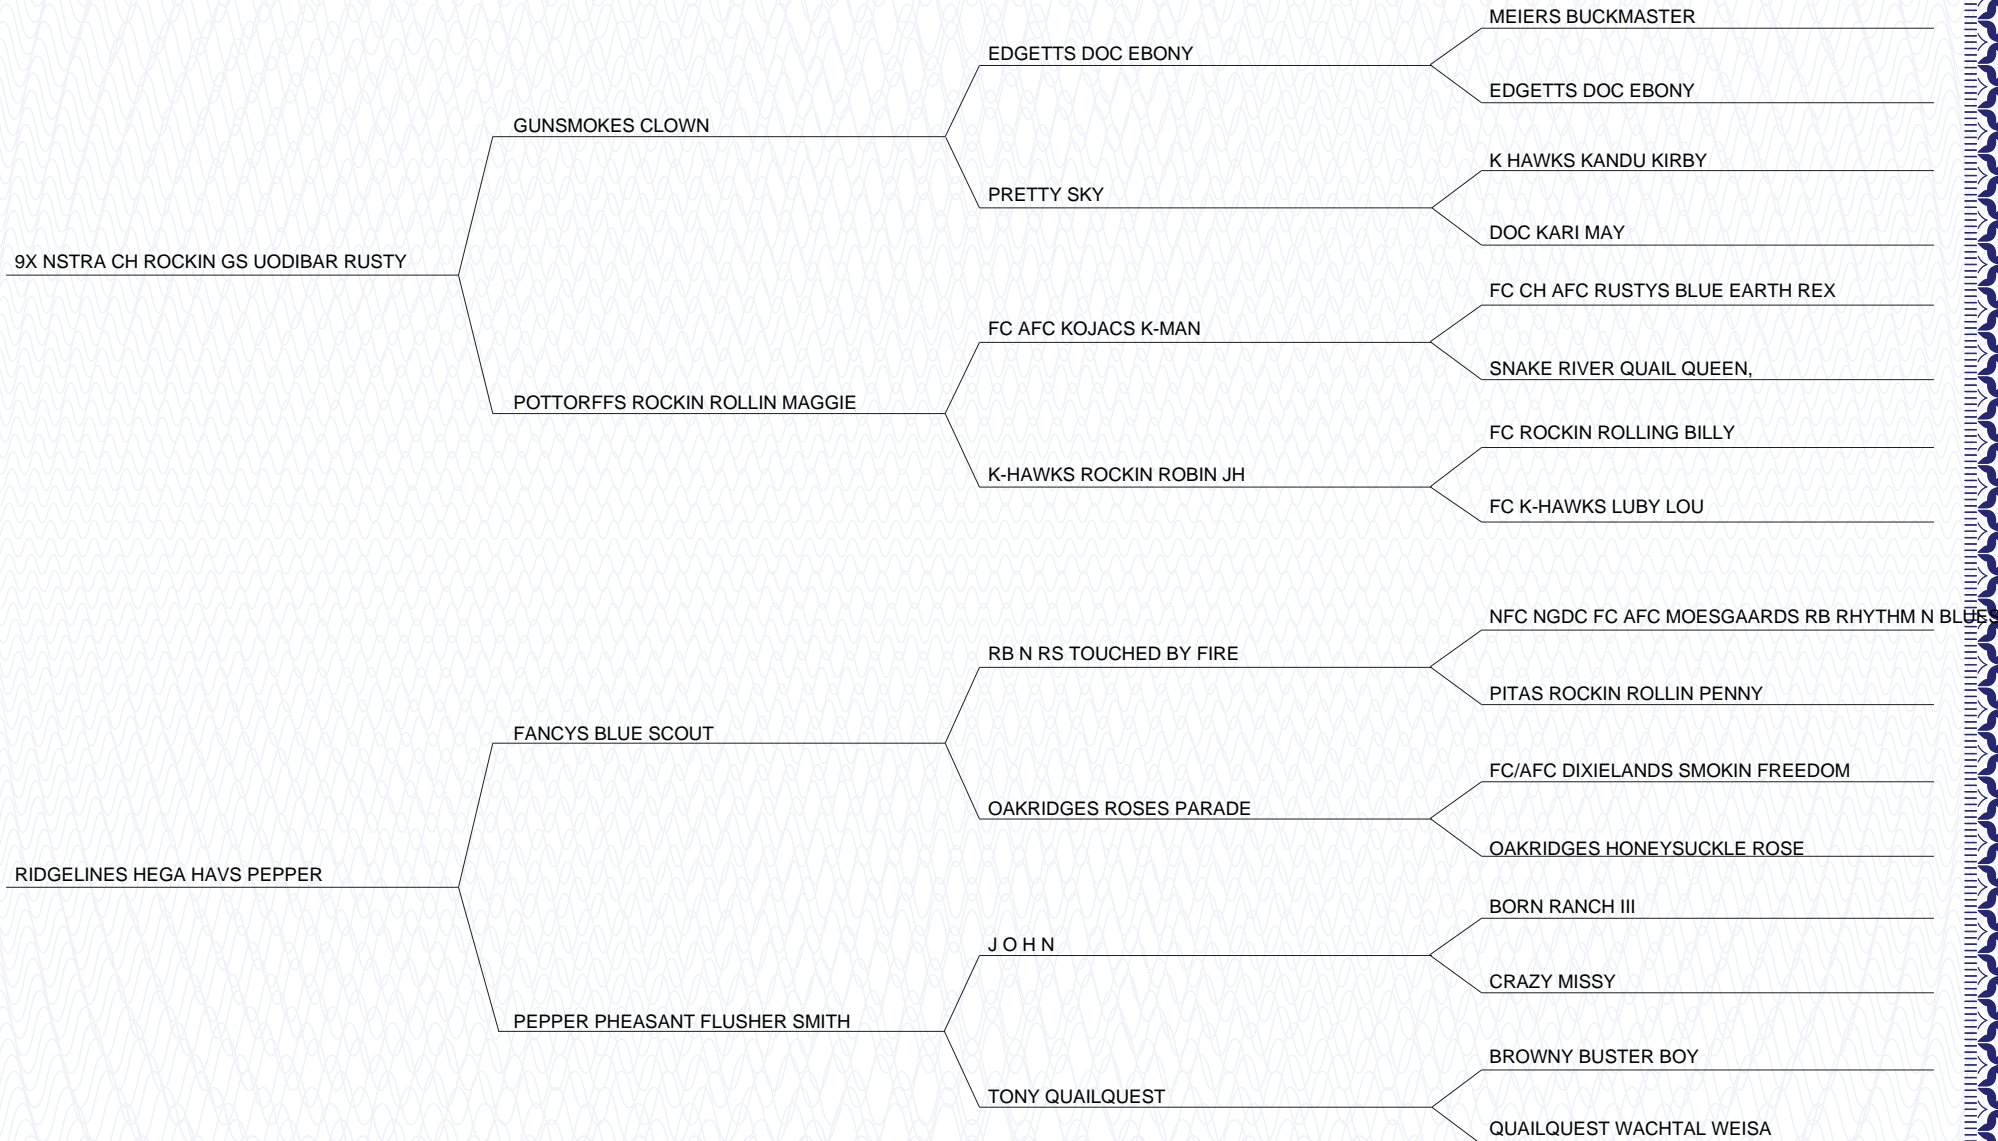 MEIERS BUCKMASTER
EDGETTS DOC EBONY
EDGETTS DOC EBONY
GUNSMOKES CLOWN
K HAWKS KANDU KIRBY
PRETTY SKY
DOC KARI MAY
9X NSTRA CH ROCKIN GS UODIBAR RUSTY
FC CH AFC RUSTYS BLUE EARTH REX
FC AFC KOJACS K-MAN
SNAKE RIVER QUAIL QUEEN,
POTTORFFS ROCKIN ROLLIN MAGGIE
FC ROCKIN ROLLING BILLY
K-HAWKS ROCKIN ROBIN JH
FC K-HAWKS LUBY LOU
NFC NGDC FC AFC MOESGAARDS RB RHYTHM N BLUES
RB N RS TOUCHED BY FIRE
PITAS ROCKIN ROLLIN PENNY
FANCYS BLUE SCOUT
FC/AFC DIXIELANDS SMOKIN FREEDOM
OAKRIDGES ROSES PARADE
OAKRIDGES HONEYSUCKLE ROSE
RIDGELINES HEGA HAVS PEPPER
BORN RANCH III
J O H N
CRAZY MISSY
PEPPER PHEASANT FLUSHER SMITH
BROWNY BUSTER BOY
TONY QUAILQUEST
QUAILQUEST WACHTAL WEISA